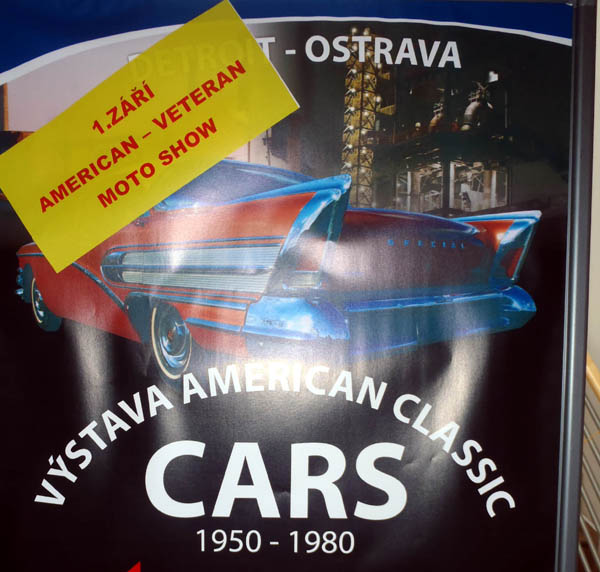 DETROIT - OSTRAVA
1.ZÁŘÍ
AMERICAN – VETERAN
MOTO SHOW
VÝSTAVA AMERICAN CLASSIC
CARS
1950 - 1980